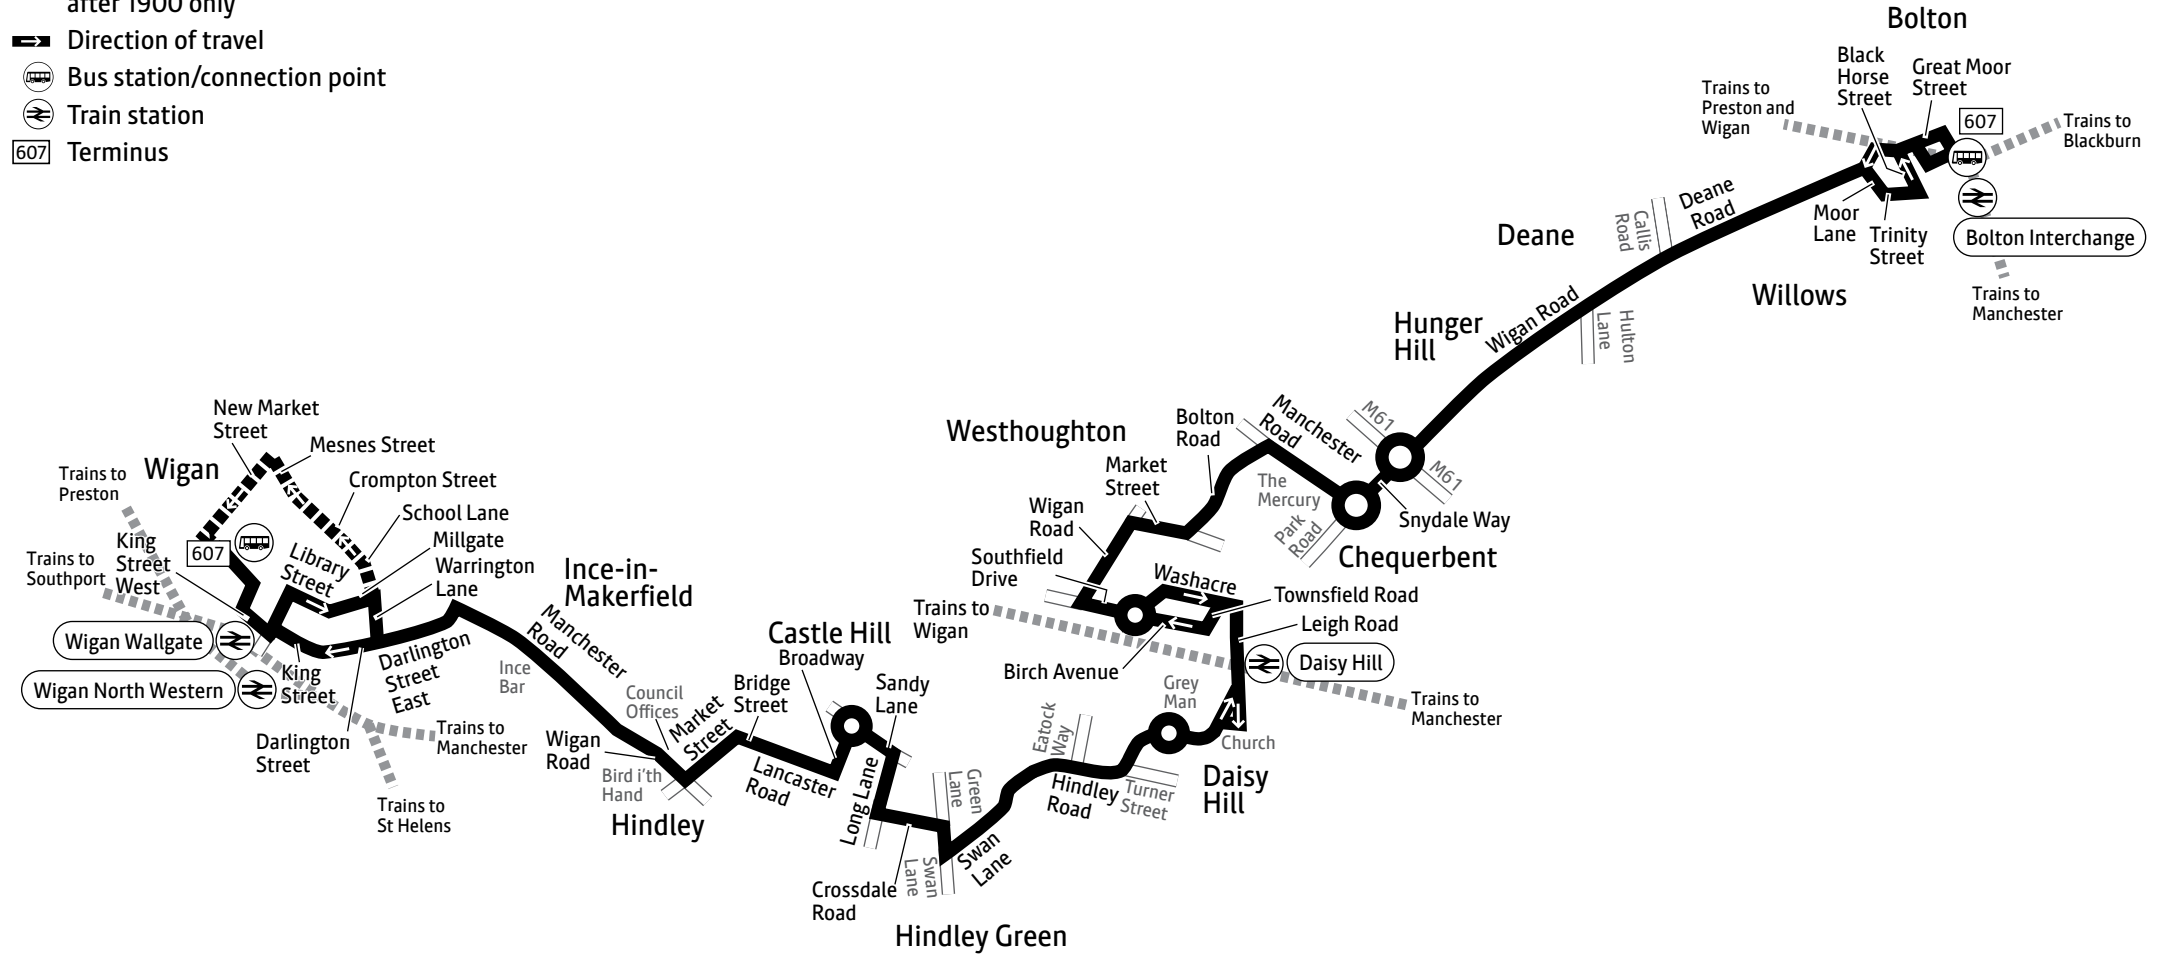 after 1900 only
Direction of travel
Bus station/connection point
Train station
607 Terminus
Bolton
Black
Horse
Street
Great Moor
Street
607
Trains to
Preston and
Wigan
Trains to
Blackburn
Moor
Lane
Trinity
Street
Bolton Interchange
Trains to
Manchester
Deane
Road
Callis
Road
Deane
Willows
Hunger
Hill
Wigan Road
Hulton
Lane
Westhoughton
Bolton
Road
Manchester
Road
M61
M61
Market
Street
The
Mercury
Park
Road
Snydale Way
Chequerbent
Wigan
Road
Southfield
Drive
Washacre
Townsfield Road
Leigh Road
Trains to
Wigan
Birch Avenue
Daisy Hill
Trains to
Manchester
Grey
Man
Church
Daisy
Hill
Eatock
Way
Hindley
Road
Turner
Street
Green
Lane
Swan
Lane
Swan
Lane
Hindley Green
Crossdale
Road
Long Lane
Sandy
Lane
Castle Hill
Broadway
Bridge
Street
Lancaster
Road
Market
Street
Council
Offices
Wigan
Road
Bird i'th
Hand
Hindley
Ince-in-
Makerfield
Manchester
Road
Ince
Bar
New Market
Street
Mesnes Street
Crompton Street
School Lane
Millgate
Warrington
Lane
Wigan
Trains to
Preston
King
Street
West
607
Library
Street
Trains to
Southport
Wigan Wallgate
Wigan North Western
King
Street
Darlington
Street
East
Darlington
Street
Trains to
Manchester
Trains to
St Helens